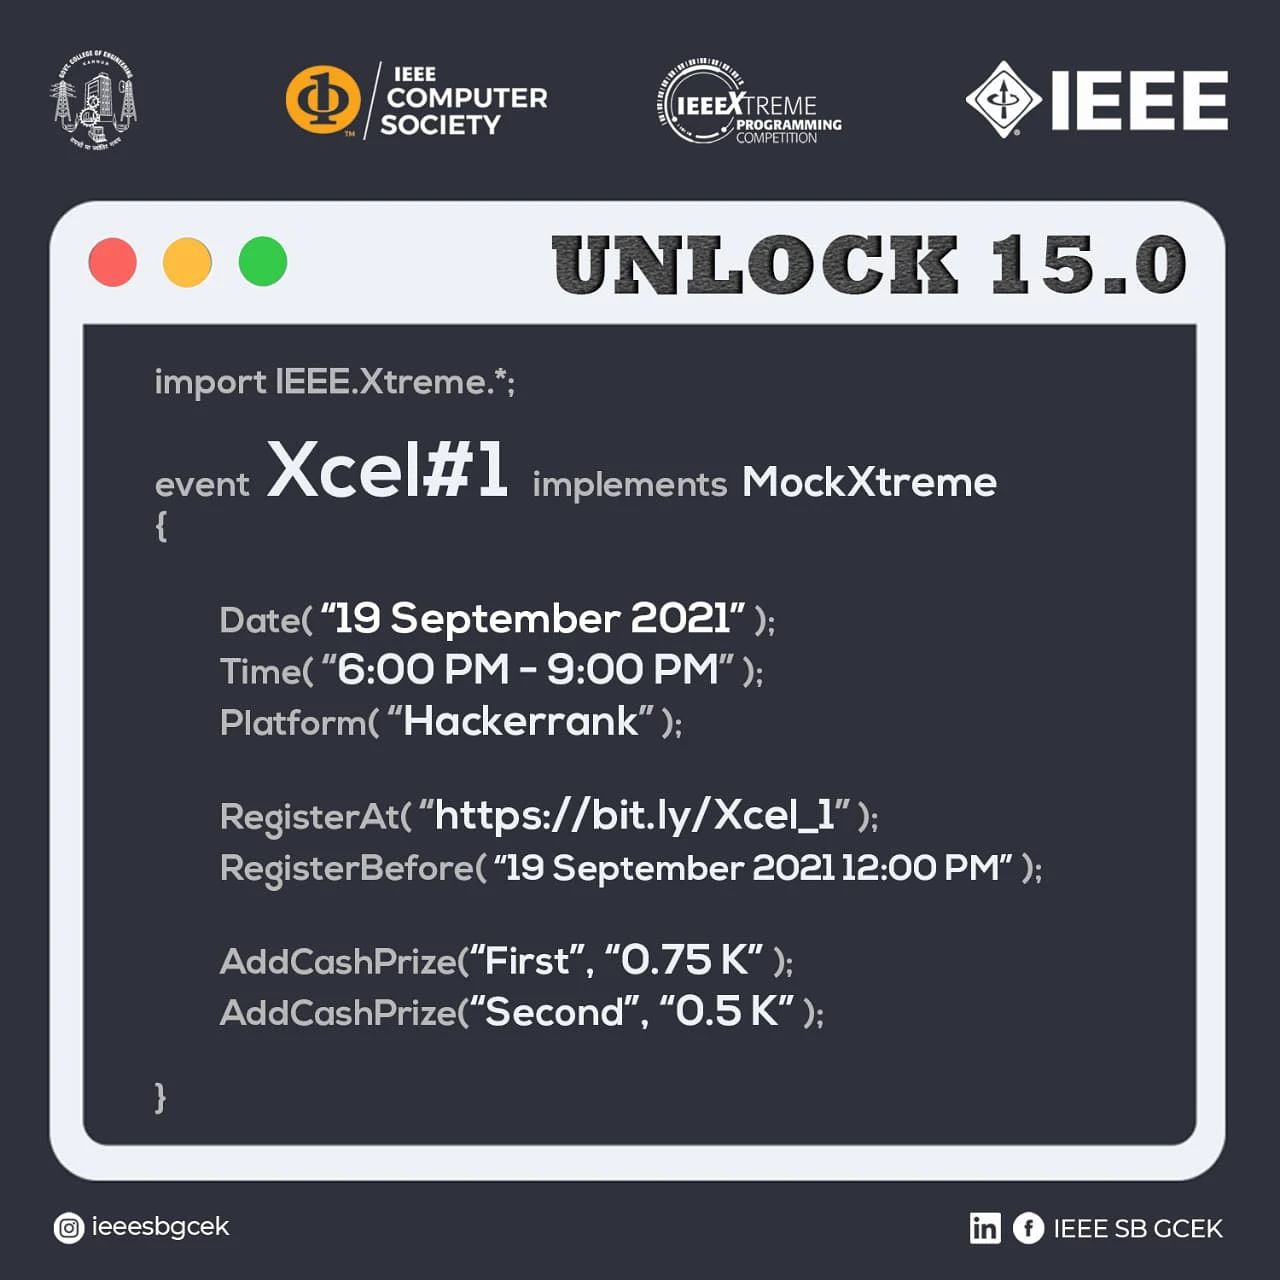 GOVT. COLLEGE OF ENGINEERING
KANNUR
IEEE
COMPUTER
SOCIETY
TM
IEEEXTREME
PROGRAMMING
COMPETITION
IEEE
UNLOCK 15.0
import IEEE.Xtreme.*;
event Xcel#1 implements MockXtreme
{
Date( “19 September 2021” );
Time( “6:00 PM - 9:00 PM” );
Platform( “Hackerrank” );
RegisterAt( “https://bit.ly/Xcel_1” );
RegisterBefore( “19 September 2021 12:00 PM” );
AddCashPrize(“First”, “0.75 K” );
AddCashPrize(“Second”, “0.5 K” );
}
ieeesbgcek
in f IEEE SB GCEK